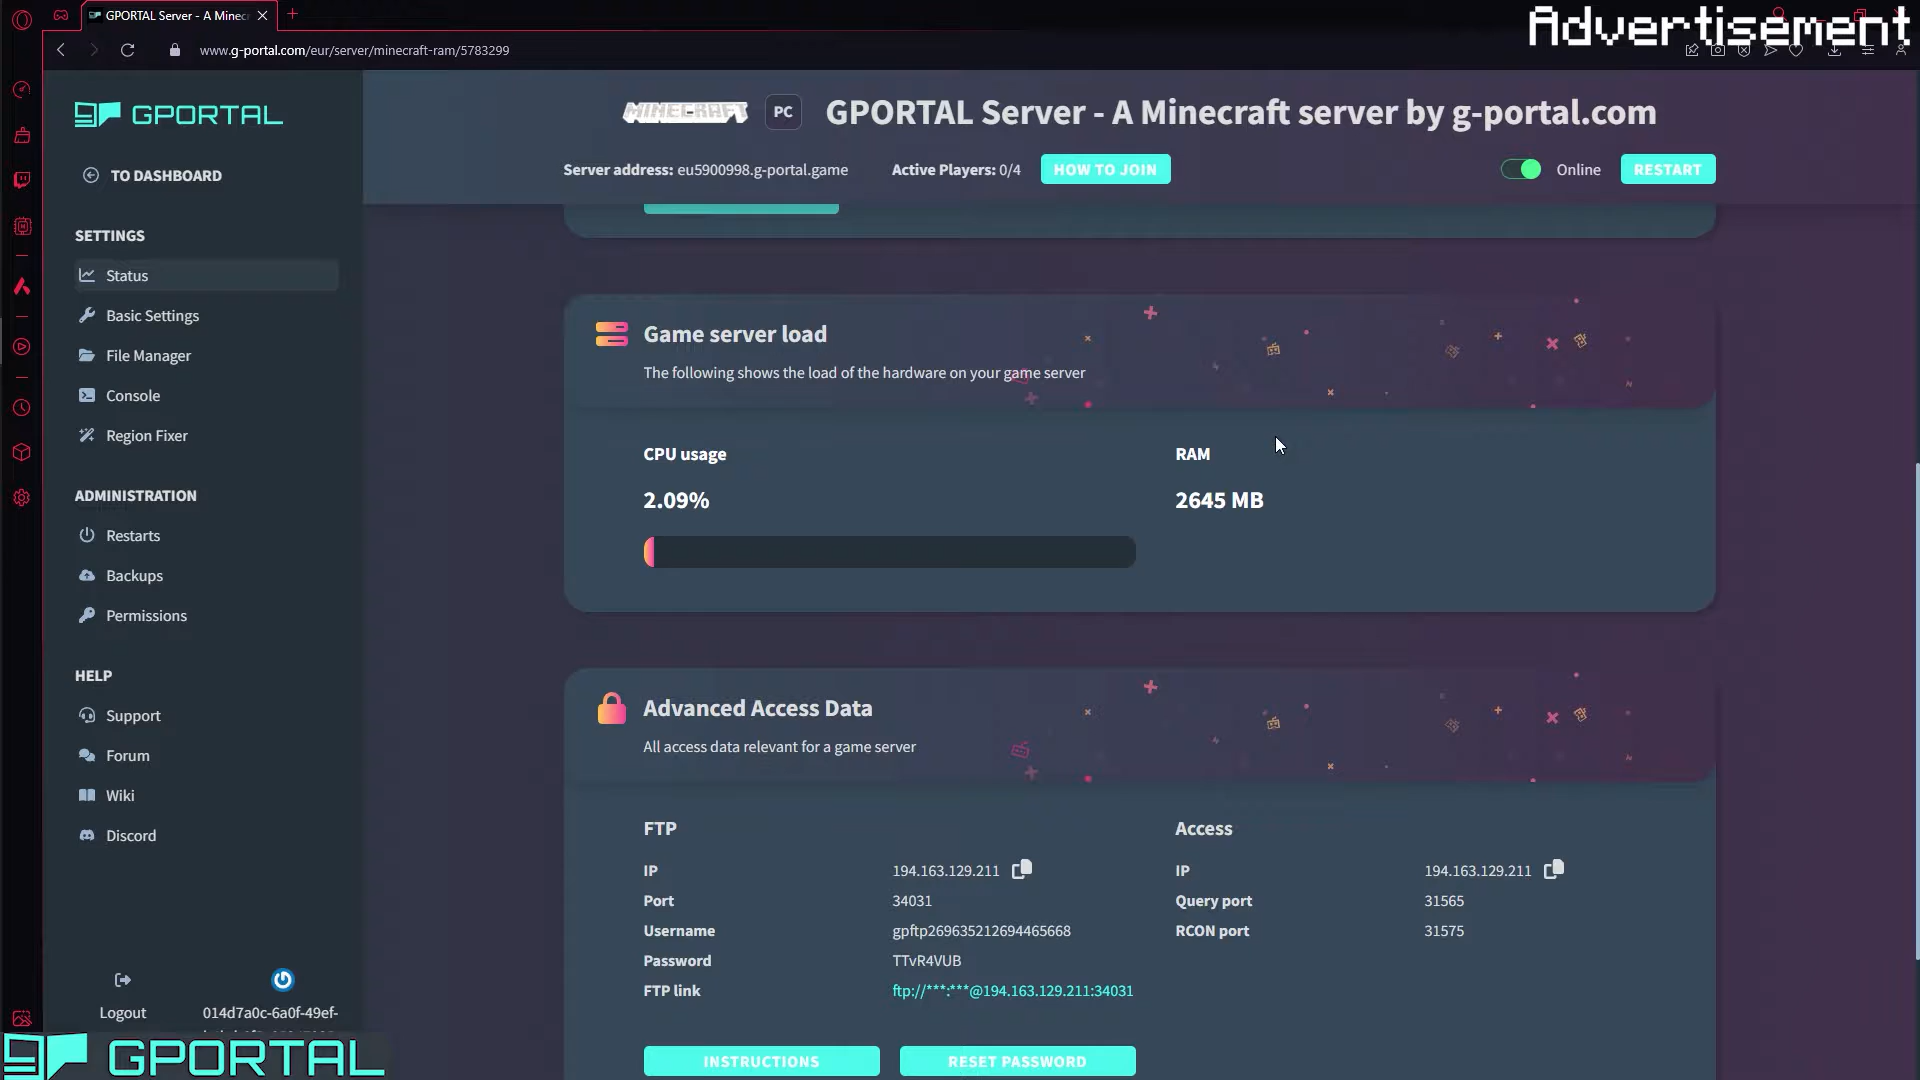 GPORTAL Server - A Minec
Advertisement
www.g-portal.com/eur/server/minecraft-ram/5783299
GPORTAL
MINECRAFT
PC
GPORTAL Server - A Minecraft server by g-portal.com
TO DASHBOARD
Server address: eu5900998.g-portal.game
Active Players: 0/4
HOW TO JOIN
Online
RESTART
SETTINGS
Status
Basic Settings
File Manager
Console
Region Fixer
ADMINISTRATION
Restarts
Backups
Permissions
HELP
Support
Forum
Wiki
Discord
Logout
014d7a0c-6a0f-49ef-
GPORTAL
Game server load
The following shows the load of the hardware on your game server
CPU usage
2.09%
RAM
2645 MB
Advanced Access Data
All access data relevant for a game server
FTP
IP 194.163.129.211
Port 34031
Username gpftp269635212694465668
Password TTvR4VUB
FTP link ftp://***:***@194.163.129.211:34031
Access
IP 194.163.129.211
Query port 31565
RCON port 31575
INSTRUCTIONS
RESET PASSWORD